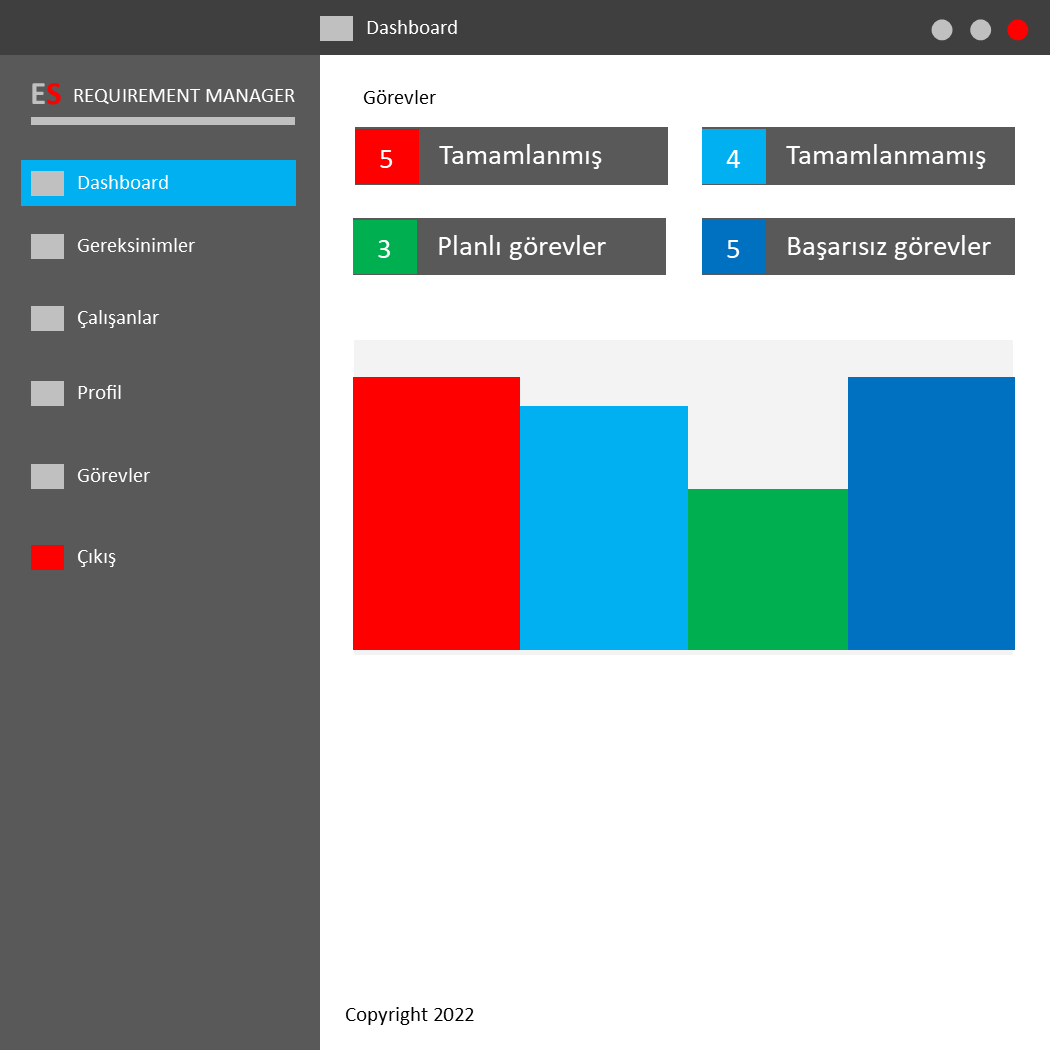 Dashboard
ES REQUIREMENT MANAGER
Dashboard
Gereksinimler
Çalışanlar
Profil
Görevler
Çıkış
Görevler
5 Tamamlanmış
4 Tamamlanmamış
3 Planlı görevler
5 Başarısız görevler
Copyright 2022